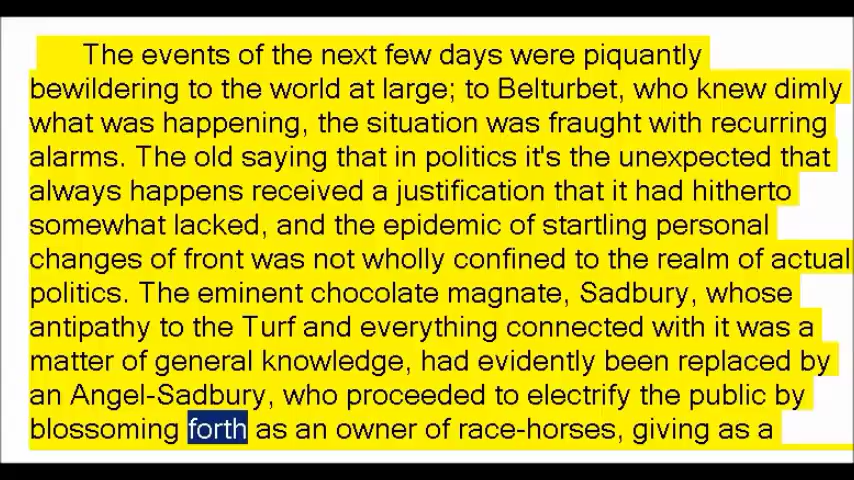 The events of the next few days were piquantly
bewildering to the world at large; to Belturbet, who knew dimly
what was happening, the situation was fraught with recurring
alarms. The old saying that in politics it's the unexpected that
always happens received a justification that it had hitherto
somewhat lacked, and the epidemic of startling personal
changes of front was not wholly confined to the realm of actual
politics. The eminent chocolate magnate, Sadbury, whose
antipathy to the Turf and everything connected with it was a
matter of general knowledge, had evidently been replaced by
an Angel-Sadbury, who proceeded to electrify the public by
blossoming forth as an owner of race-horses, giving as a